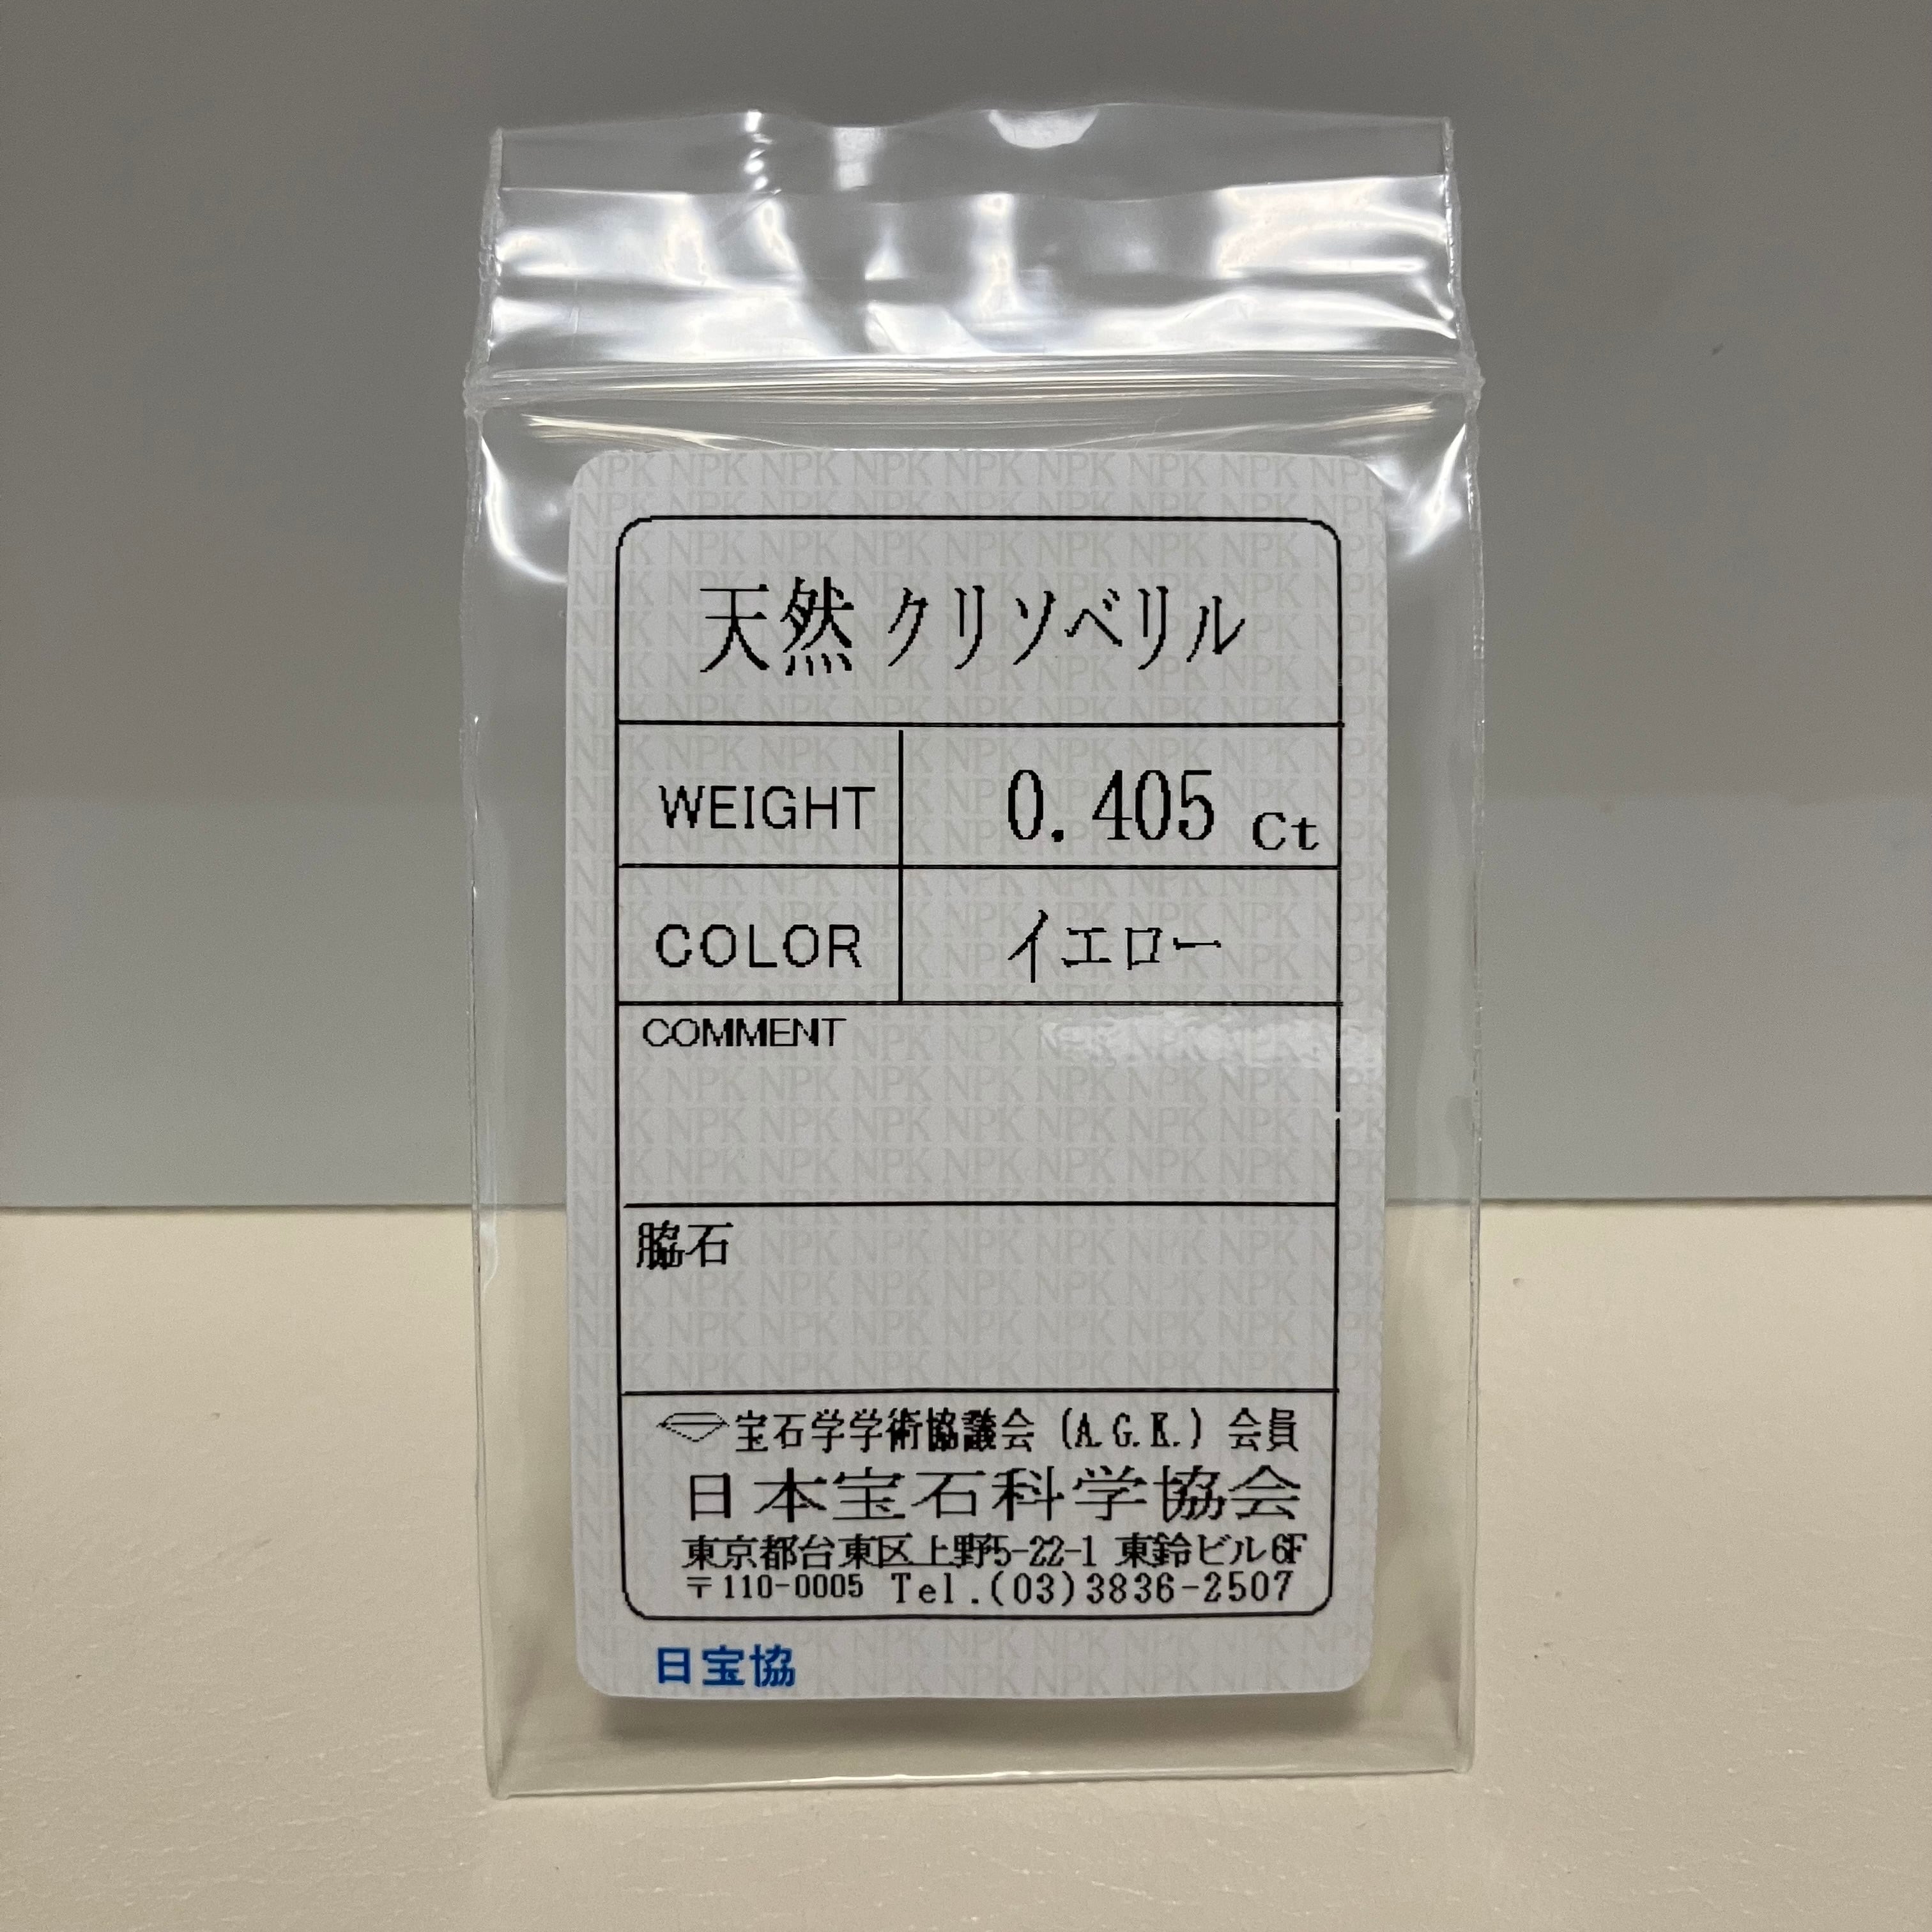 天然 クリソベリル
WEIGHT 0.405 Ct
COLOR イエロー
COMMENT
脇石
宝石学学術協議会 (A.G.K.) 会員
日本宝石科学協会
東京都台東区上野5-22-1 東鈴ビル6F
〒110-0005 Tel.(03)3836-2507
日宝協